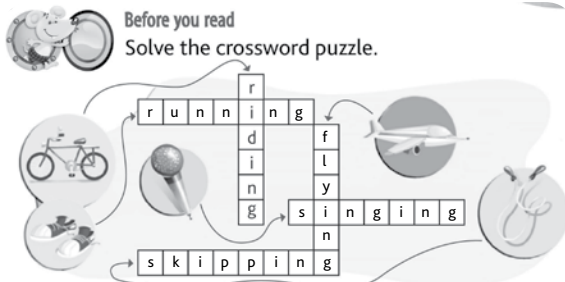 Before you read
Solve the crossword puzzle.
riding
running
flying
singing
skipping